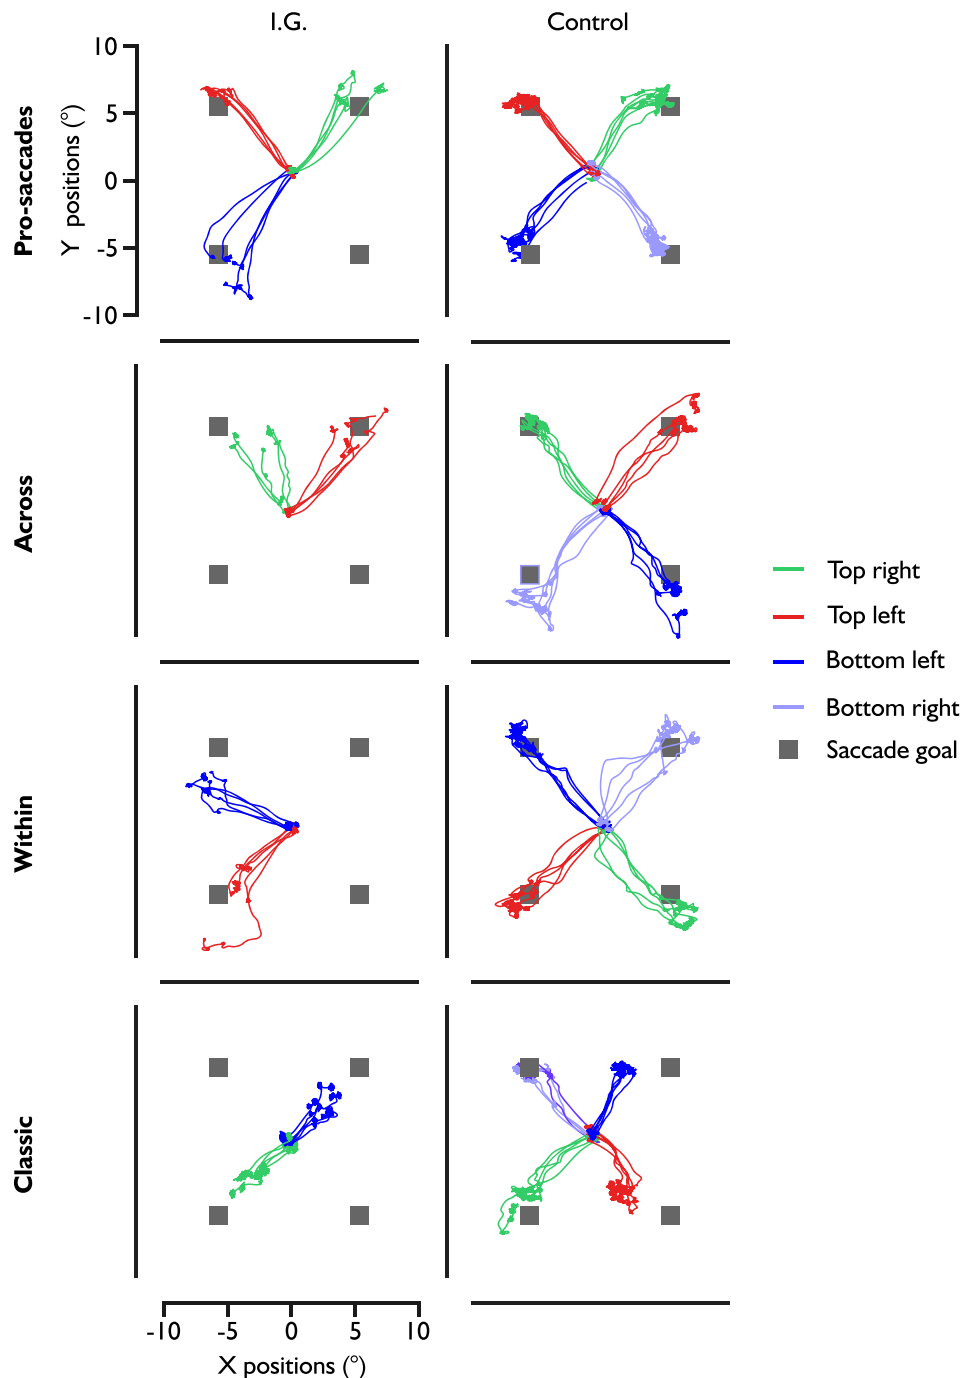 I.G.
Control
Pro-saccades
Y positions (°)
10
5
0
-5
-10
Across
Top right
Top left
Bottom left
Bottom right
Saccade goal
Within
Classic
-10 -5 0 5 10
X positions (°)